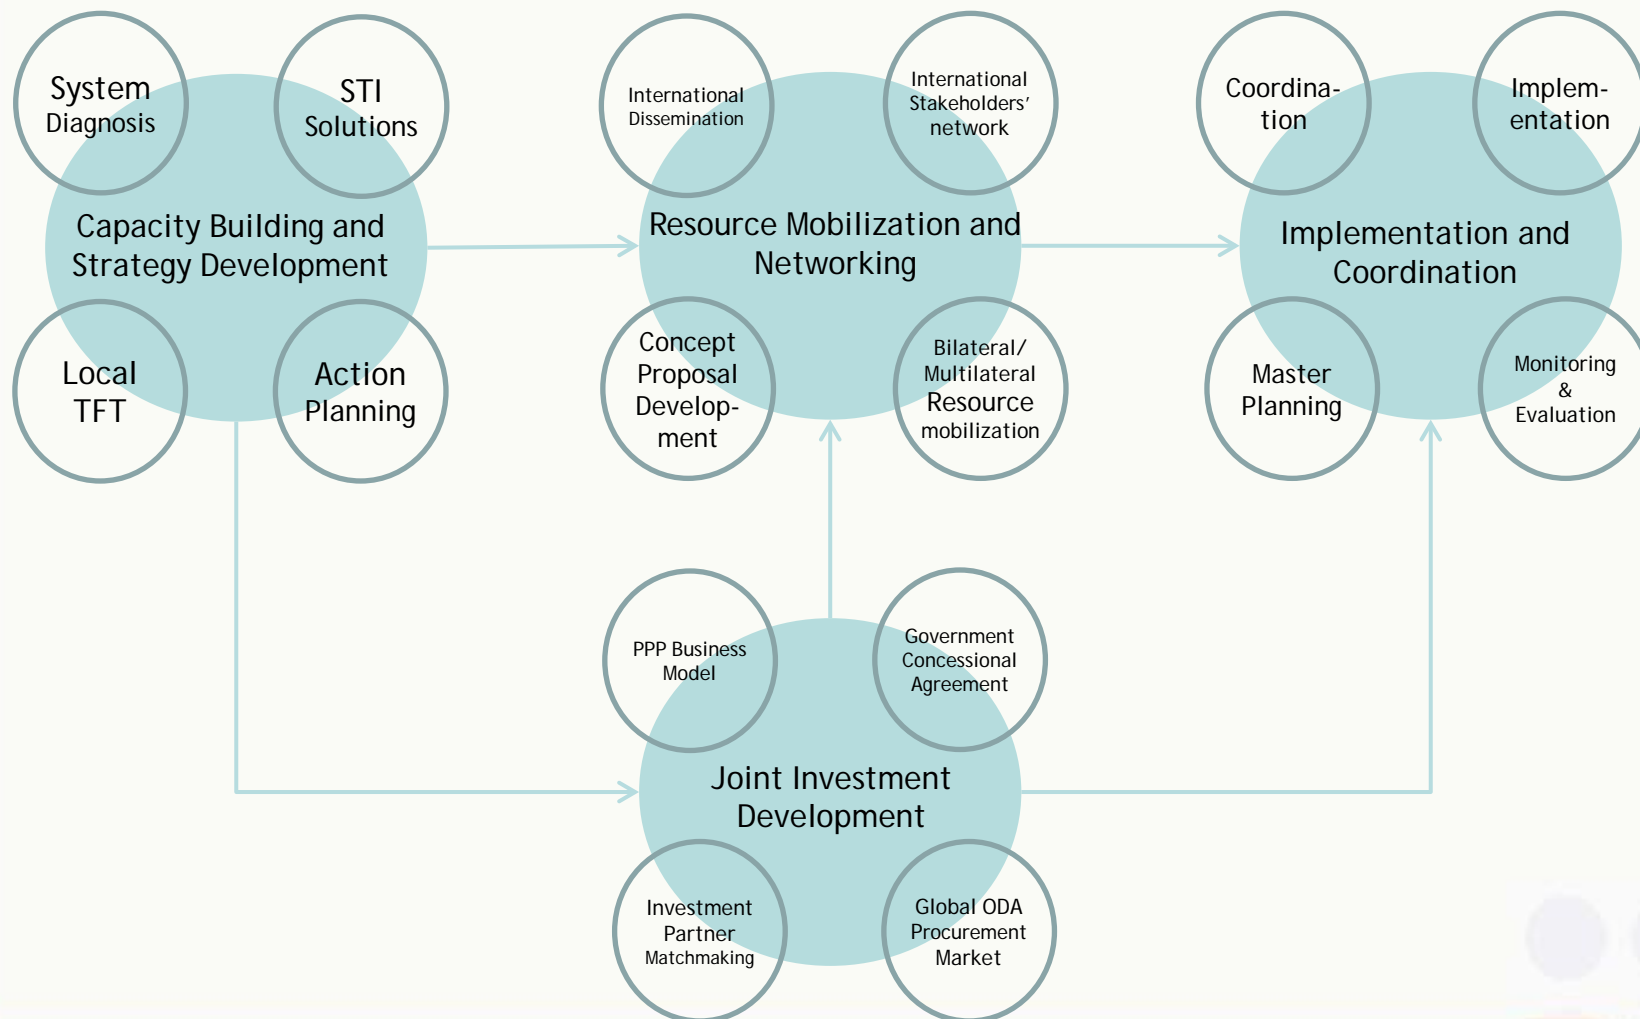 System
Diagnosis
STI
Solutions
Capacity Building and
Strategy Development
Local
TFT
Action
Planning
International
Dissemination
International
Stakeholders’
network
Resource Mobilization and
Networking
Concept
Proposal
Develop-
ment
Bilateral/
Multilateral
Resource
mobilization
Coordina-
tion
Implem-
entation
Implementation and
Coordination
Master
Planning
Monitoring
&
Evaluation
PPP Business
Model
Government
Concessional
Agreement
Joint Investment
Development
Investment
Partner
Matchmaking
Global ODA
Procurement
Market